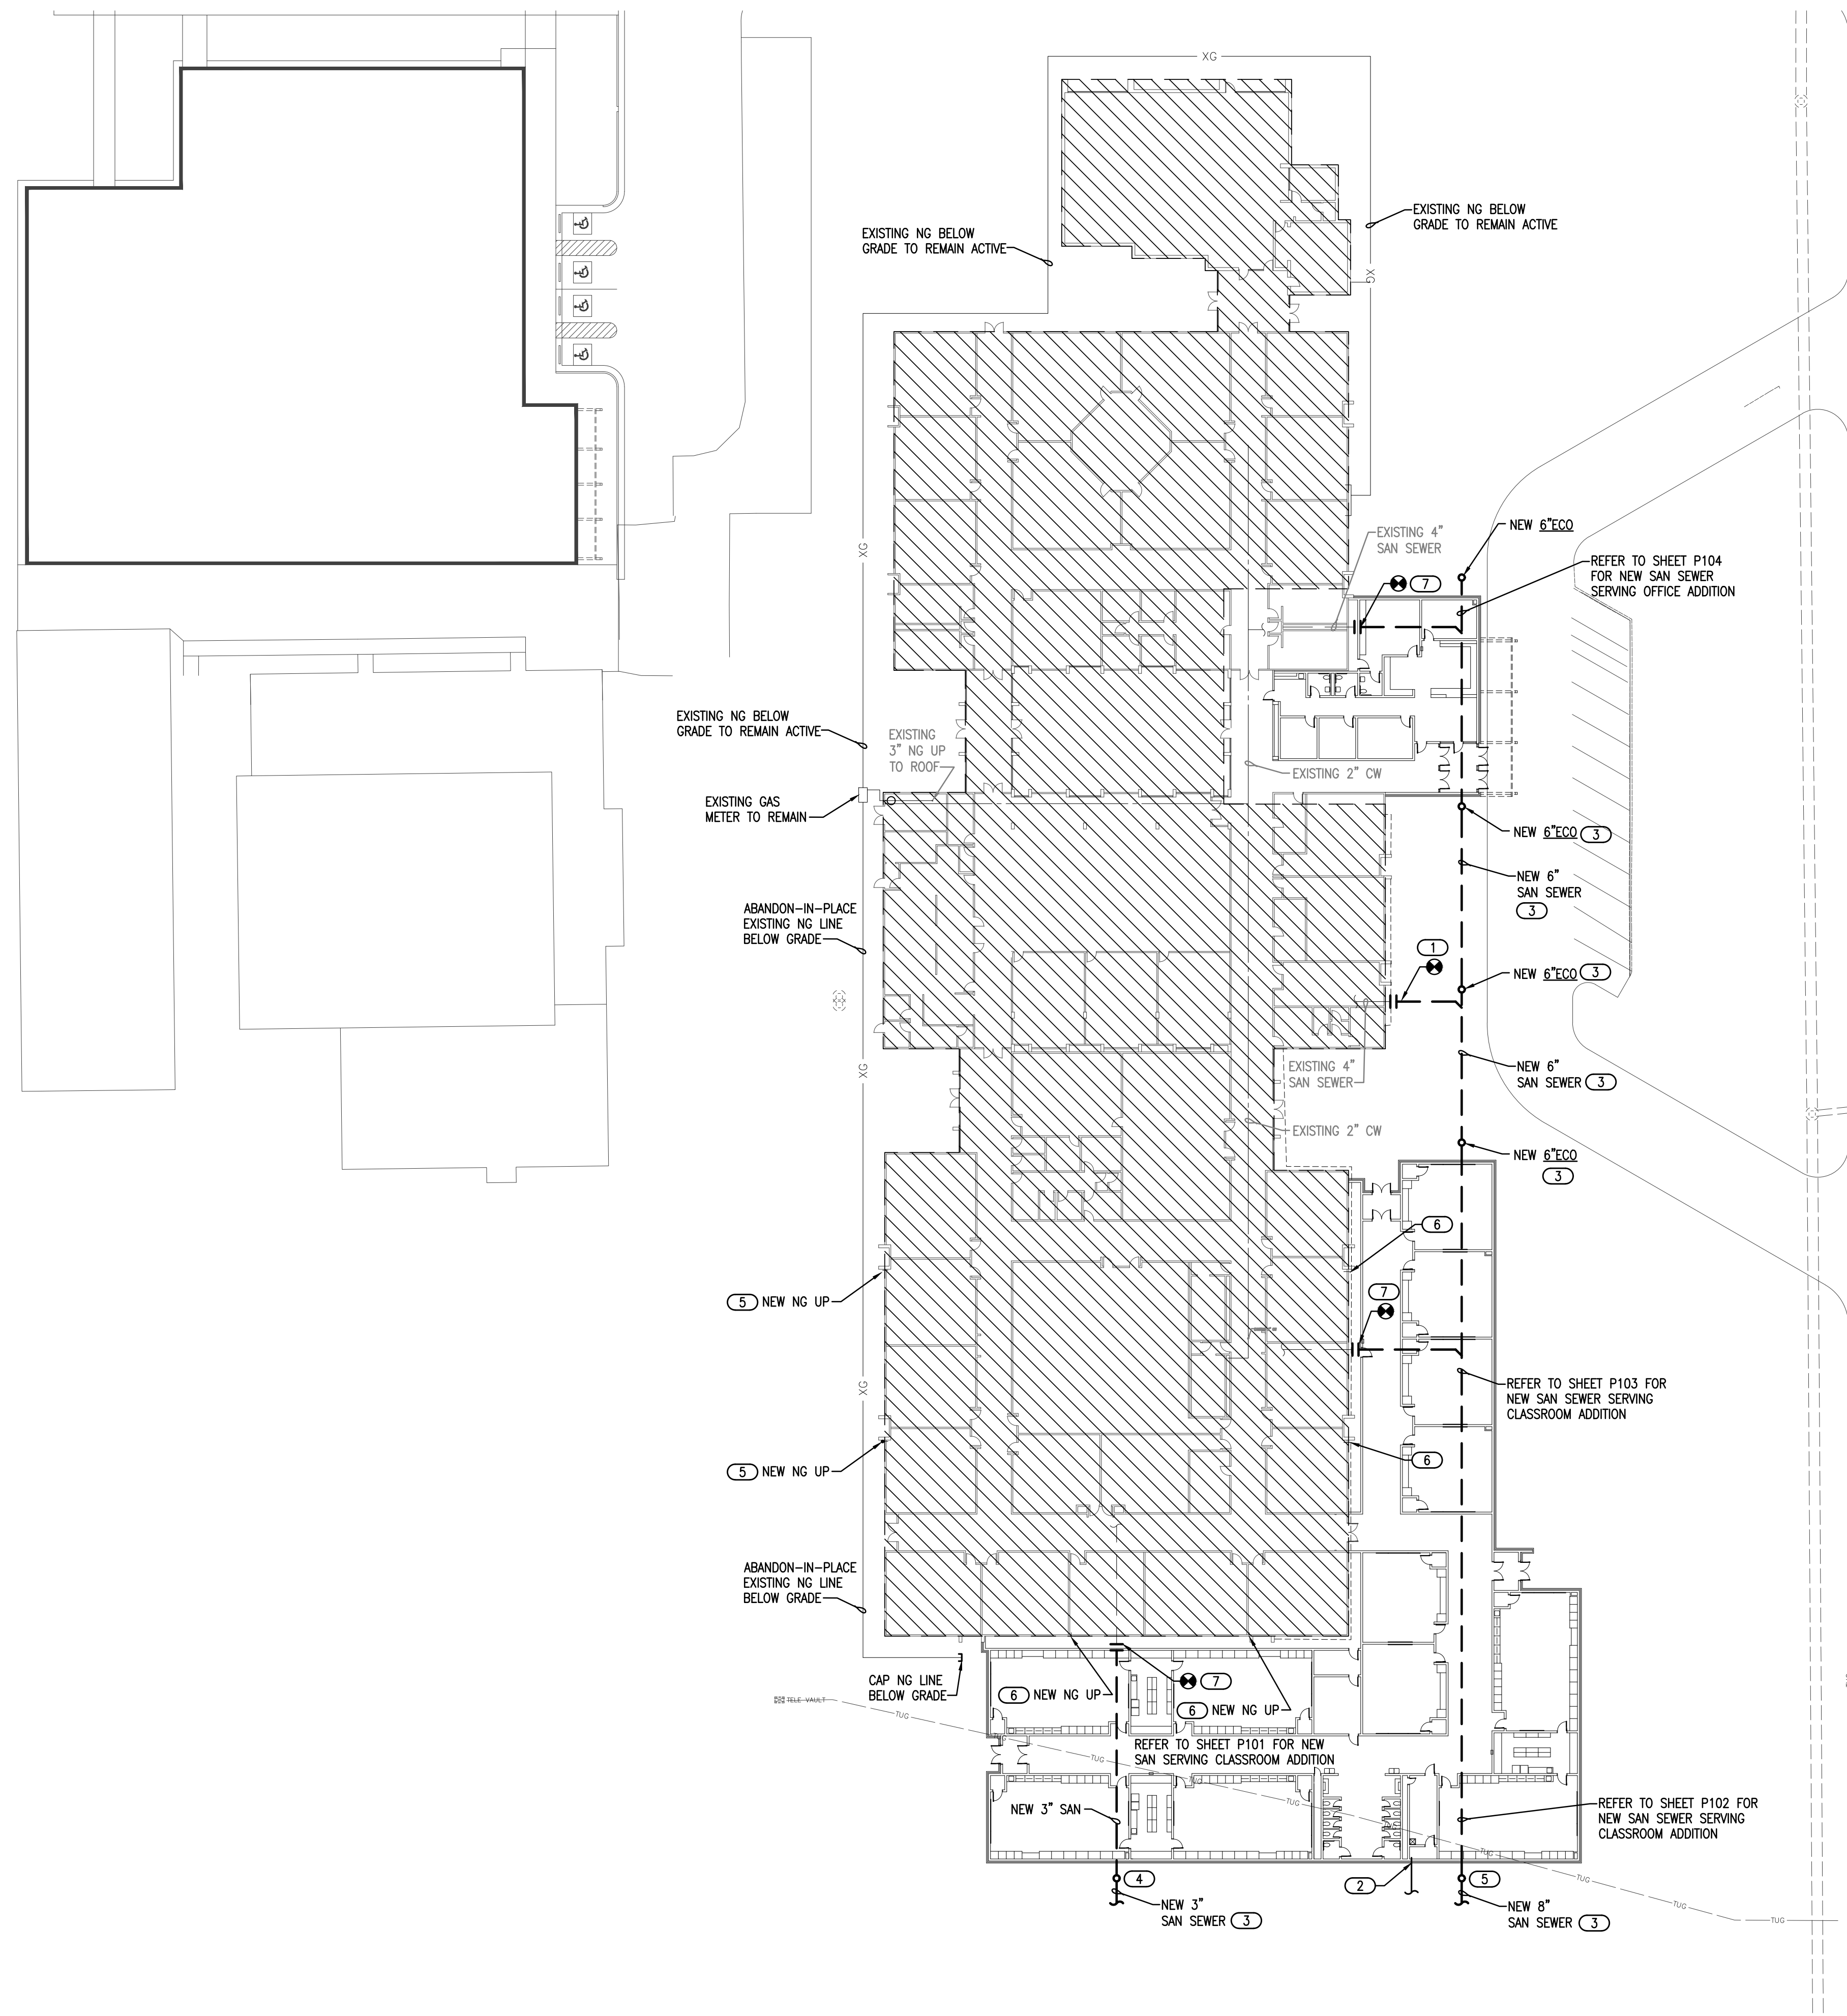 XG
EXISTING NG BELOW
GRADE TO REMAIN ACTIVE
EXISTING NG BELOW
GRADE TO REMAIN ACTIVE
XG
XG
EXISTING 4"
SAN SEWER
7
NEW 6"ECO
REFER TO SHEET P104
FOR NEW SAN SEWER
SERVING OFFICE ADDITION
EXISTING NG BELOW
GRADE TO REMAIN ACTIVE
EXISTING
3" NG UP
TO ROOF
EXISTING 2" CW
EXISTING GAS
METER TO REMAIN
NEW 6"ECO 3
NEW 6"
SAN SEWER
3
ABANDON-IN-PLACE
EXISTING NG LINE
BELOW GRADE
1
NEW 6"ECO 3
XG
EXISTING 4"
SAN SEWER
NEW 6"
SAN SEWER 3
EXISTING 2" CW
NEW 6"ECO
3
6
5 NEW NG UP
7
XG
REFER TO SHEET P103 FOR
NEW SAN SEWER SERVING
CLASSROOM ADDITION
6
5 NEW NG UP
ABANDON-IN-PLACE
EXISTING NG LINE
BELOW GRADE
CAP NG LINE
BELOW GRADE
7
6 NEW NG UP
6 NEW NG UP
TELE VAULT
TUG
TUG
REFER TO SHEET P101 FOR NEW
SAN SERVING CLASSROOM ADDITION
TUG
TUG
NEW 3" SAN
REFER TO SHEET P102 FOR
NEW SAN SEWER SERVING
CLASSROOM ADDITION
TUG
TUG
4
2
5
NEW 3"
SAN SEWER 3
NEW 8"
SAN SEWER 3
TUG
TUG